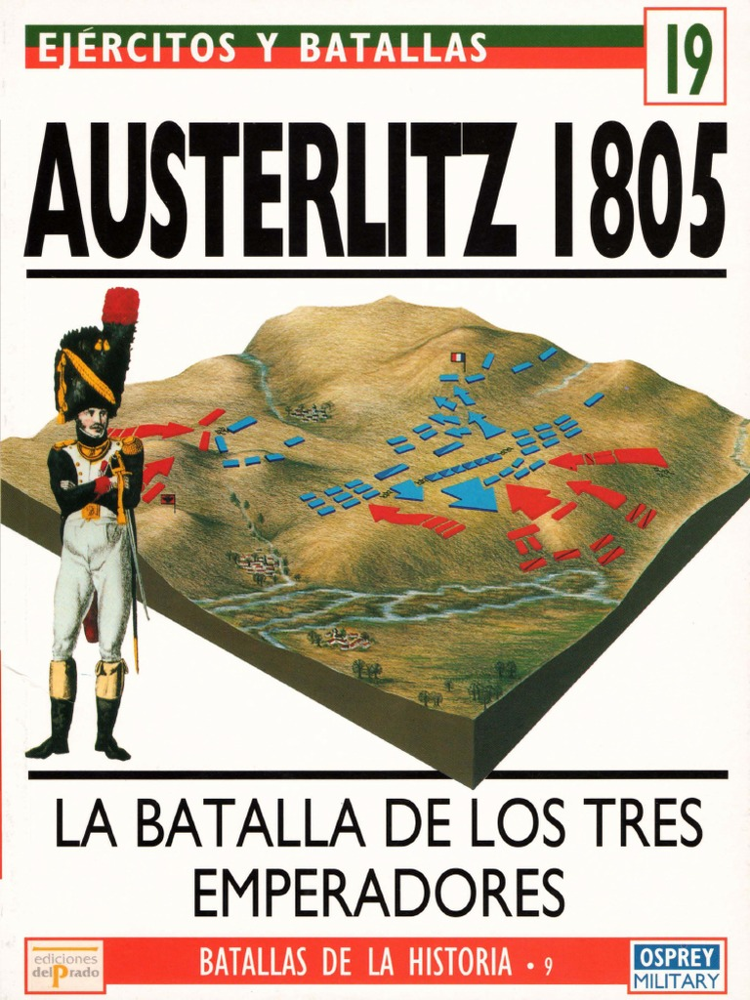 EJÉRCITOS Y BATALLAS
19
AUSTERLITZ 1805
LA BATALLA DE LOS TRES
EMPERADORES
ediciones
delPrado
BATALLAS DE LA HISTORIA • 9
OSPREY
MILITARY